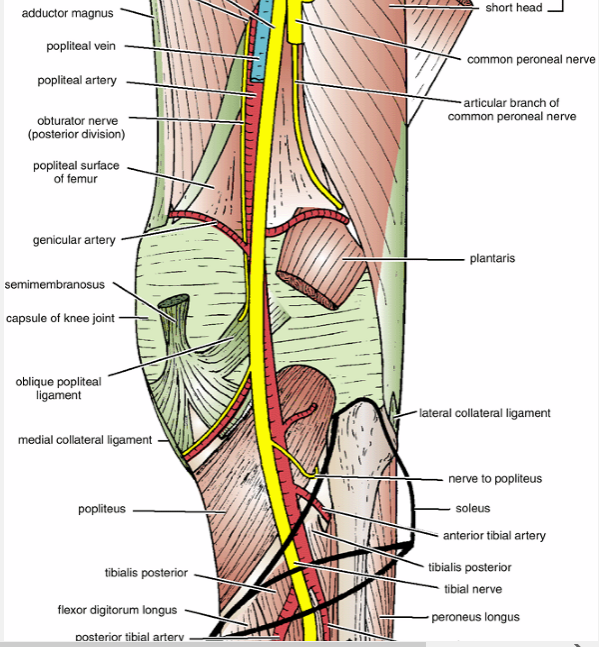 adductor magnus
popliteal vein
popliteal artery
obturator nerve
(posterior division)
popliteal surface
of femur
genicular artery
semimembranosus
capsule of knee joint
oblique popliteal
ligament
medial collateral ligament
popliteus
tibialis posterior
flexor digitorum longus
posterior tibial artery
short head
common peroneal nerve
articular branch of
common peroneal nerve
plantaris
lateral collateral ligament
nerve to popliteus
soleus
anterior tibial artery
tibialis posterior
tibial nerve
peroneus longus